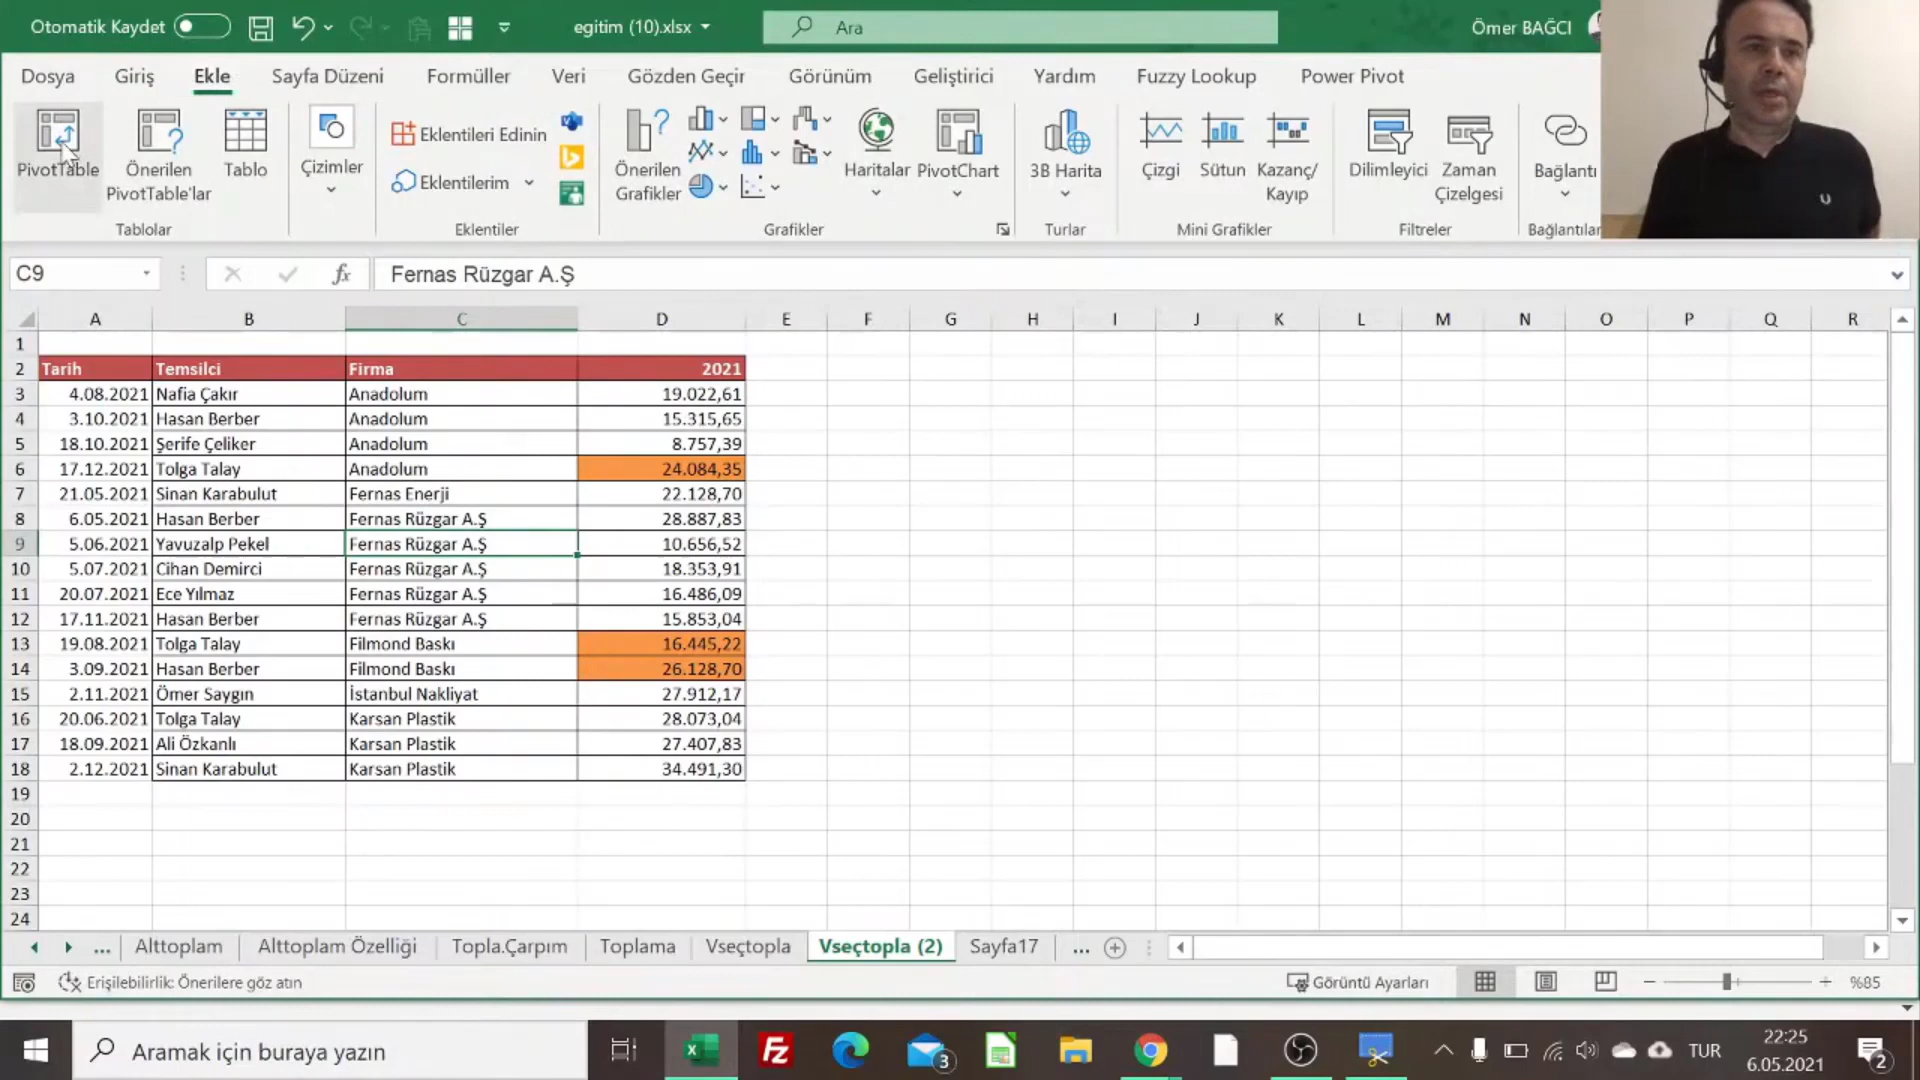 Otomatik Kaydet
egitim (10).xlsx
Ara
Ömer BAĞCI
Dosya Giriş Ekle Sayfa Düzeni Formüller Veri Gözden Geçir Görünüm Geliştirici Yardım Fuzzy Lookup Power Pivot
PivotTable
Önerilen
PivotTable'lar
Tablo
Tablolar
Çizimler
Eklentileri Edinin
Eklentilerim
Eklentiler
Önerilen
Grafikler
Haritalar
PivotChart
Grafikler
3B Harita
Turlar
Çizgi
Sütun
Kazanç/
Kayıp
Mini Grafikler
Dilimleyici
Zaman
Çizelgesi
Filtreler
Bağlantı
Bağlantılar
C9
fx
Fernas Rüzgar A.Ş
A B C D E F G H I J K L M N O P Q R
1
2 Tarih Temsilci Firma 2021
3 4.08.2021 Nafia Çakır Anadolum 19.022,61
4 3.10.2021 Hasan Berber Anadolum 15.315,65
5 18.10.2021 Şerife Çeliker Anadolum 8.757,39
6 17.12.2021 Tolga Talay Anadolum 24.084,35
7 21.05.2021 Sinan Karabulut Fernas Enerji 22.128,70
8 6.05.2021 Hasan Berber Fernas Rüzgar A.Ş 28.887,83
9 5.06.2021 Yavuzalp Pekel Fernas Rüzgar A.Ş 10.656,52
10 5.07.2021 Cihan Demirci Fernas Rüzgar A.Ş 18.353,91
11 20.07.2021 Ece Yılmaz Fernas Rüzgar A.Ş 16.486,09
12 17.11.2021 Hasan Berber Fernas Rüzgar A.Ş 15.853,04
13 19.08.2021 Tolga Talay Filmond Baskı 16.445,22
14 3.09.2021 Hasan Berber Filmond Baskı 26.128,70
15 2.11.2021 Ömer Saygın İstanbul Nakliyat 27.912,17
16 20.06.2021 Tolga Talay Karsan Plastik 28.073,04
17 18.09.2021 Ali Özkanlı Karsan Plastik 27.407,83
18 2.12.2021 Sinan Karabulut Karsan Plastik 34.491,30
19
20
21
22
23
24
... Alttoplam Alttoplam Özelliği Topla.Çarpım Toplama Vseçtopla Vseçtopla (2) Sayfa17 ...
Erişilebilirlik: Önerilere göz atın
Görüntü Ayarları
%85
Aramak için buraya yazın
3
TUR
22:25
6.05.2021
2